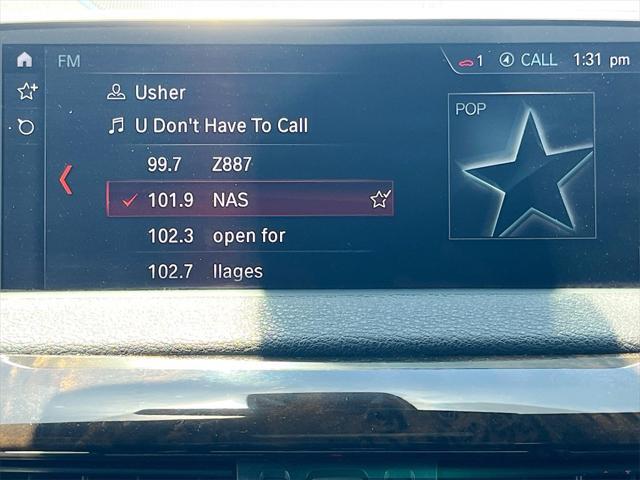 FM
1 CALL 1:31 pm
Usher
U Don't Have To Call
POP
99.7 Z887
101.9 NAS
102.3 open for
102.7 llages